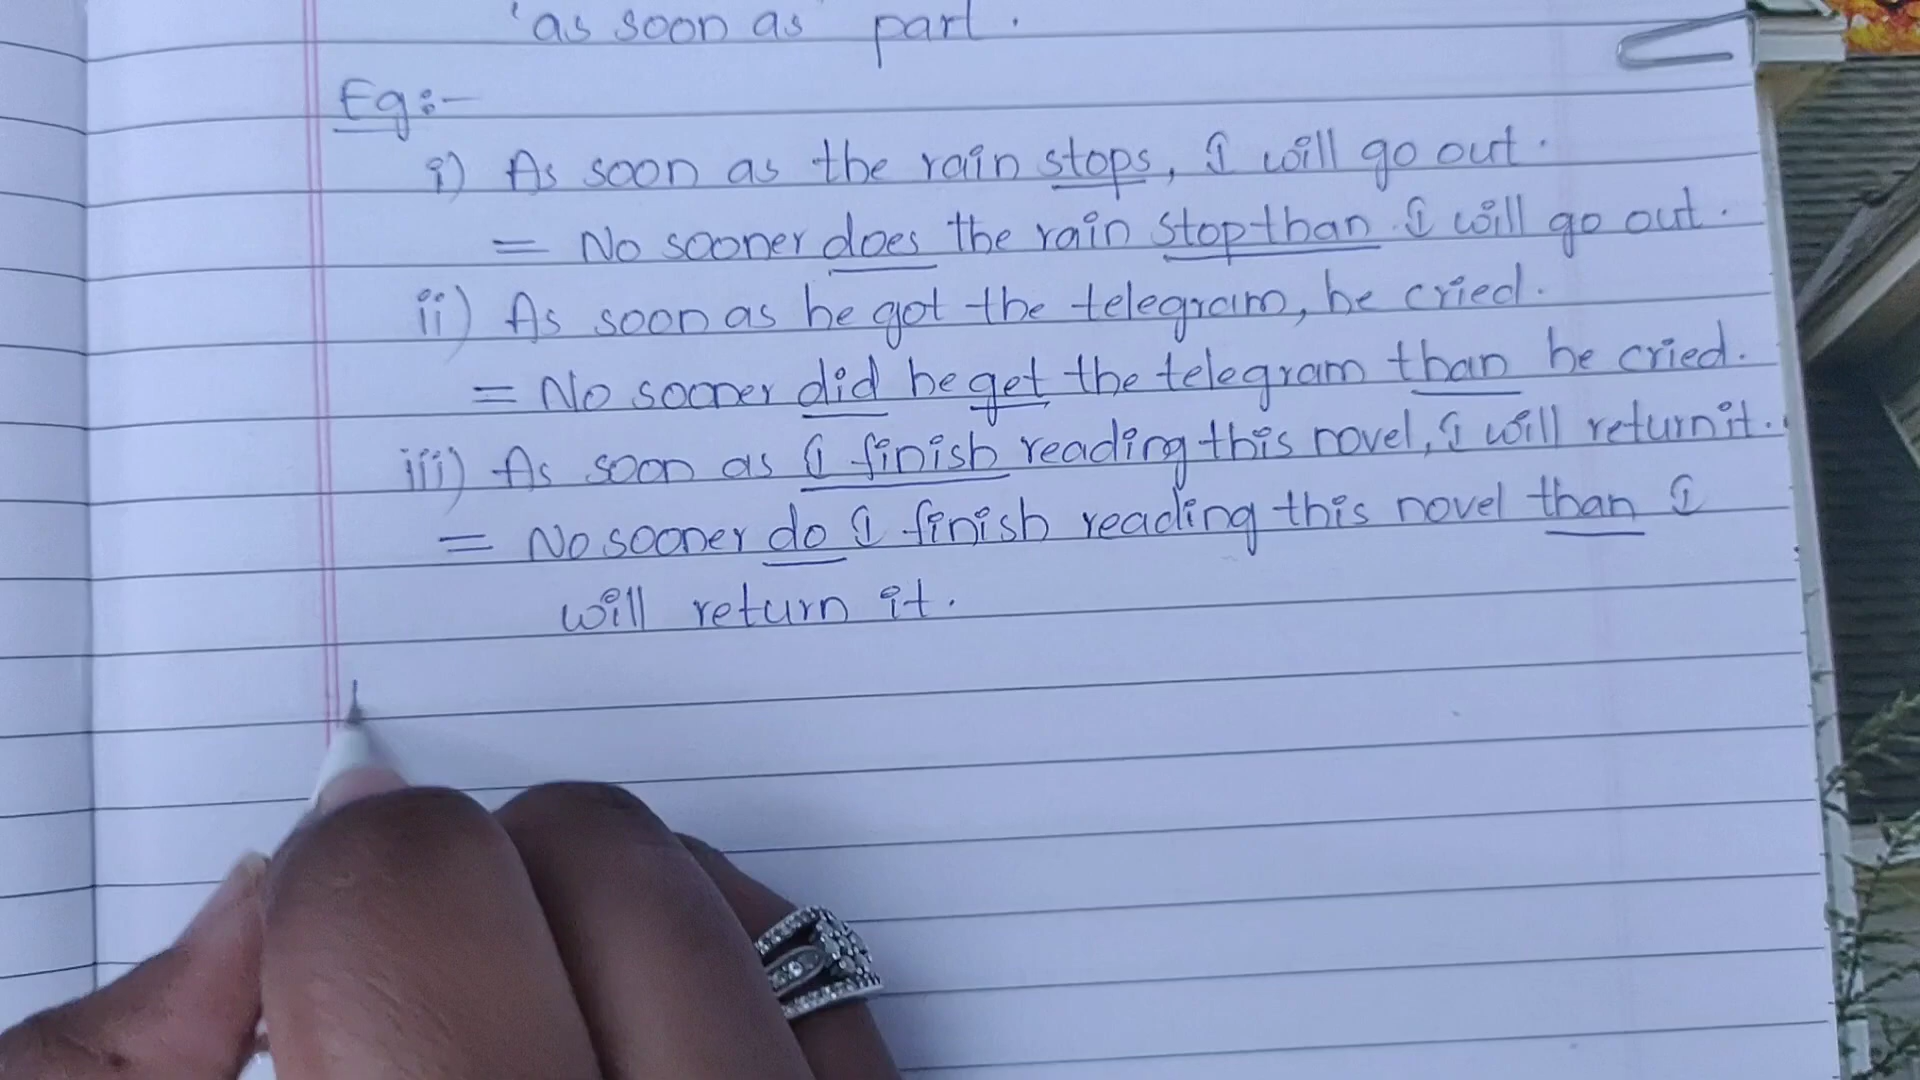 'as soon as' part.
Eg:-
i) As soon as the rain stops, I will go out.
= No sooner does the rain stop than I will go out.
ii) As soon as he got the telegram, he cried.
= No sooner did he get the telegram than he cried.
iii) As soon as I finish reading this novel, I will return it.
= No sooner do I finish reading this novel than I
will return it.